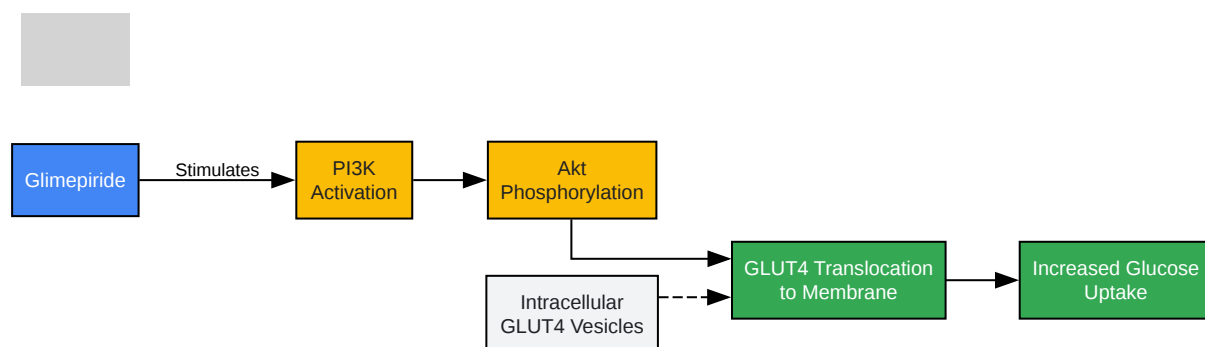 Glimepiride
Stimulates
PI3K
Activation
Akt
Phosphorylation
Intracellular
GLUT4 Vesicles
GLUT4 Translocation
to Membrane
Increased Glucose
Uptake